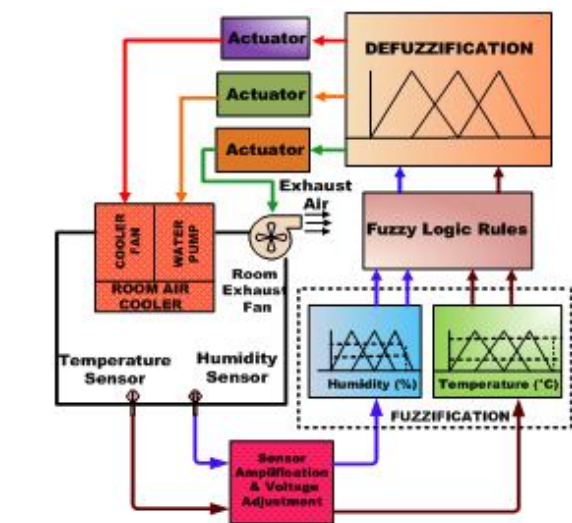 Actuator
DEFUZZIFICATION
Actuator
Actuator
Exhaust
Air
COOLER
FAN
WATER
PUMP
Fuzzy Logic Rules
ROOM AIR
COOLER
Room
Exhaust
Fan
Temperature
Sensor
Humidity
Sensor
Humidity (%)
Temperature (°C)
FUZZIFICATION
Sensor
Amplification
& Voltage
Adjustment